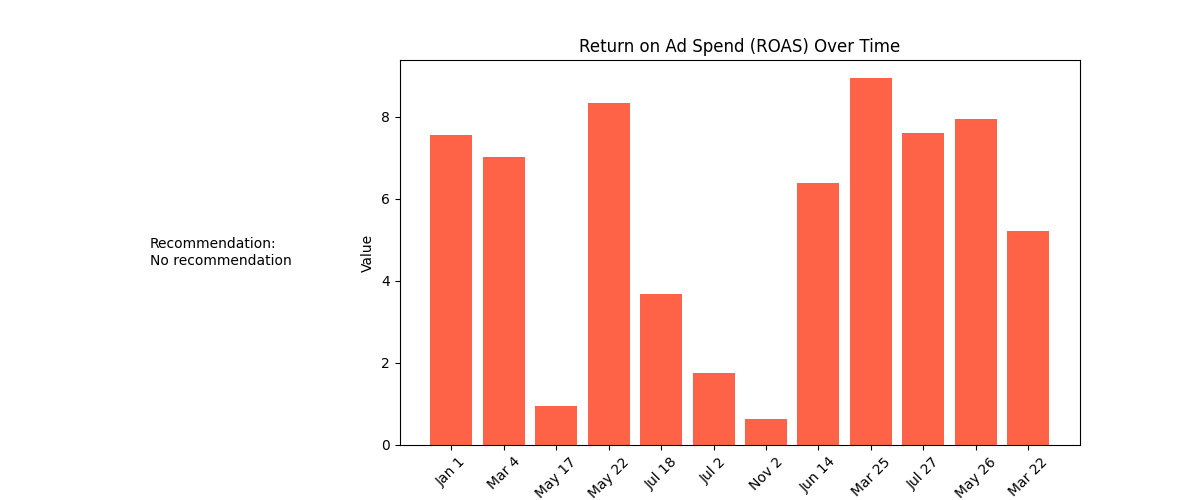 Return on Ad Spend (ROAS) Over Time
Recommendation:
No recommendation
Value
8
6
4
2
0
Jan 1
Mar 4
May 17
May 22
Jul 18
Jul 2
Nov 2
Jun 14
Mar 25
Jul 27
May 26
Mar 22